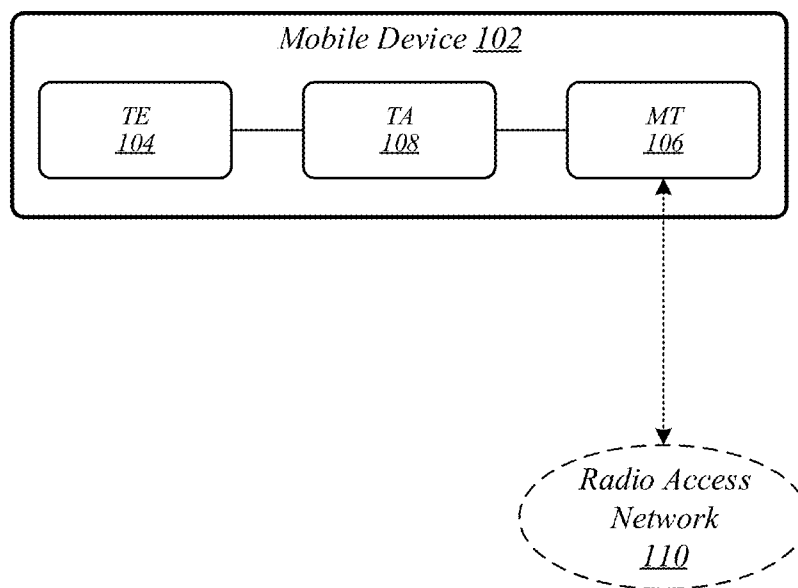 Mobile Device 102
TE
104
TA
108
MT
106
Radio Access
Network
110